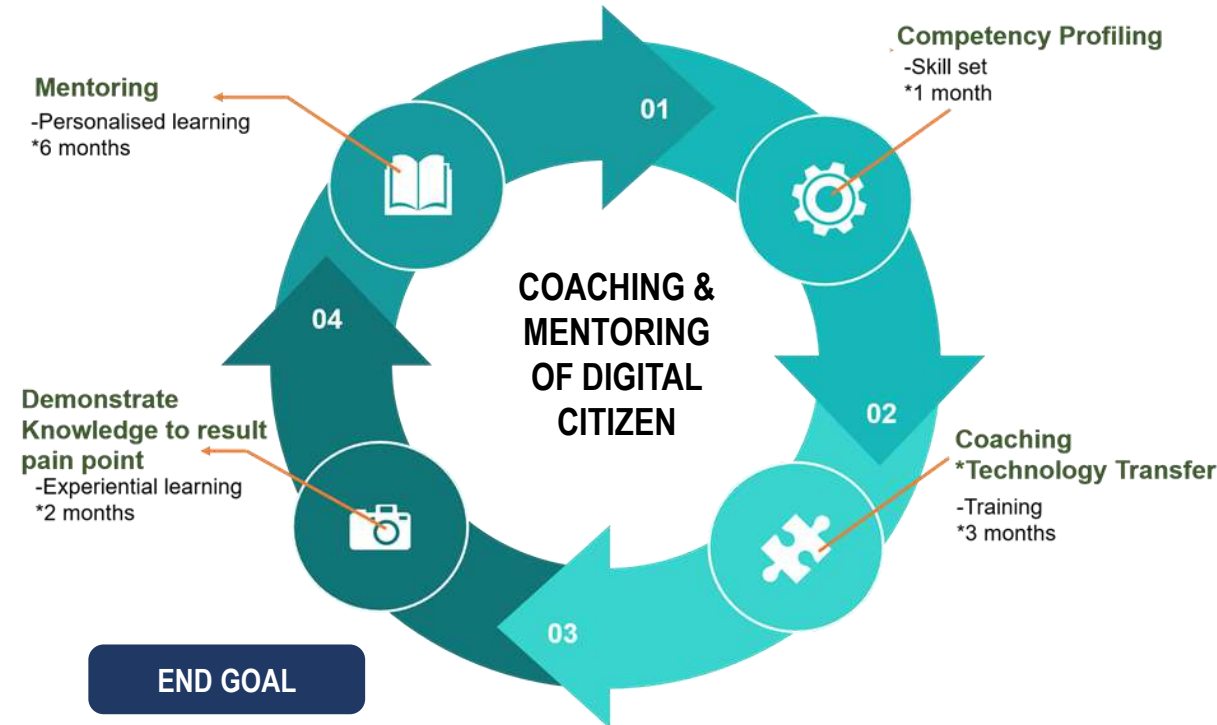 Competency Profiling
-Skill set
*1 month
Mentoring
-Personalised learning
*6 months
01
COACHING &
MENTORING
OF DIGITAL
CITIZEN
04
02
Demonstrate
Knowledge to result
pain point
-Experiential learning
*2 months
Coaching
*Technology Transfer
-Training
*3 months
03
END GOAL